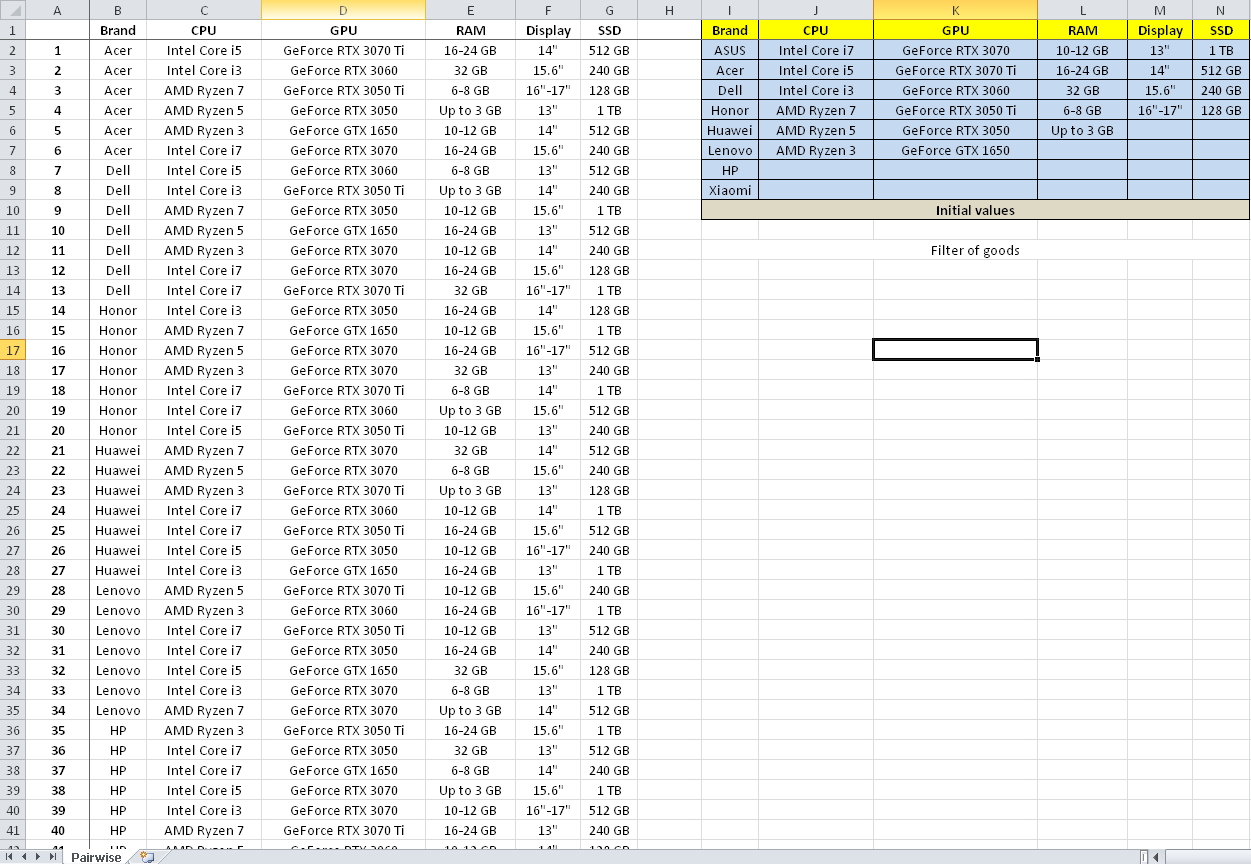 A B C D E F G H I J K L M N
1 Brand CPU GPU RAM Display SSD Brand CPU GPU RAM Display SSD
2 1 Acer Intel Core i5 GeForce RTX 3070 Ti 16-24 GB 14" 512 GB ASUS Intel Core i7 GeForce RTX 3070 10-12 GB 13" 1 TB
3 2 Acer Intel Core i3 GeForce RTX 3060 32 GB 15.6" 240 GB Acer Intel Core i5 GeForce RTX 3070 Ti 16-24 GB 14" 512 GB
4 3 Acer AMD Ryzen 7 GeForce RTX 3050 Ti 6-8 GB 16"-17" 128 GB Dell Intel Core i3 GeForce RTX 3060 32 GB 15.6" 240 GB
5 4 Acer AMD Ryzen 5 GeForce RTX 3050 Up to 3 GB 13" 1 TB Honor AMD Ryzen 7 GeForce RTX 3050 Ti 6-8 GB 16"-17" 128 GB
6 5 Acer AMD Ryzen 3 GeForce GTX 1650 10-12 GB 14" 512 GB Huawei AMD Ryzen 5 GeForce RTX 3050 Up to 3 GB
7 6 Acer Intel Core i7 GeForce RTX 3070 16-24 GB 15.6" 240 GB Lenovo AMD Ryzen 3 GeForce GTX 1650
8 7 Dell Intel Core i5 GeForce RTX 3060 6-8 GB 13" 512 GB HP
9 8 Dell Intel Core i3 GeForce RTX 3050 Ti Up to 3 GB 14" 240 GB Xiaomi
10 9 Dell AMD Ryzen 7 GeForce RTX 3050 10-12 GB 15.6" 1 TB Initial values
11 10 Dell AMD Ryzen 5 GeForce GTX 1650 16-24 GB 13" 512 GB
12 11 Dell AMD Ryzen 3 GeForce RTX 3070 10-12 GB 14" 240 GB Filter of goods
13 12 Dell Intel Core i7 GeForce RTX 3070 16-24 GB 15.6" 128 GB
14 13 Dell Intel Core i7 GeForce RTX 3070 Ti 32 GB 16"-17" 1 TB
15 14 Honor Intel Core i3 GeForce RTX 3050 16-24 GB 14" 128 GB
16 15 Honor AMD Ryzen 7 GeForce GTX 1650 10-12 GB 15.6" 1 TB
17 16 Honor AMD Ryzen 5 GeForce RTX 3070 16-24 GB 16"-17" 512 GB
18 17 Honor AMD Ryzen 3 GeForce RTX 3070 32 GB 13" 240 GB
19 18 Honor Intel Core i7 GeForce RTX 3070 Ti 6-8 GB 14" 1 TB
20 19 Honor Intel Core i7 GeForce RTX 3060 Up to 3 GB 15.6" 512 GB
21 20 Honor Intel Core i5 GeForce RTX 3050 Ti 10-12 GB 13" 240 GB
22 21 Huawei AMD Ryzen 7 GeForce RTX 3070 32 GB 14" 512 GB
23 22 Huawei AMD Ryzen 5 GeForce RTX 3070 6-8 GB 15.6" 240 GB
24 23 Huawei AMD Ryzen 3 GeForce RTX 3070 Ti Up to 3 GB 13" 128 GB
25 24 Huawei Intel Core i7 GeForce RTX 3060 10-12 GB 14" 1 TB
26 25 Huawei Intel Core i7 GeForce RTX 3050 Ti 16-24 GB 15.6" 512 GB
27 26 Huawei Intel Core i5 GeForce RTX 3050 10-12 GB 16"-17" 240 GB
28 27 Huawei Intel Core i3 GeForce GTX 1650 16-24 GB 13" 1 TB
29 28 Lenovo AMD Ryzen 5 GeForce RTX 3070 Ti 10-12 GB 15.6" 240 GB
30 29 Lenovo AMD Ryzen 3 GeForce RTX 3060 16-24 GB 16"-17" 1 TB
31 30 Lenovo Intel Core i7 GeForce RTX 3050 Ti 10-12 GB 13" 512 GB
32 31 Lenovo Intel Core i7 GeForce RTX 3050 16-24 GB 14" 240 GB
33 32 Lenovo Intel Core i5 GeForce GTX 1650 32 GB 15.6" 128 GB
34 33 Lenovo Intel Core i3 GeForce RTX 3070 6-8 GB 13" 1 TB
35 34 Lenovo AMD Ryzen 7 GeForce RTX 3070 Up to 3 GB 14" 512 GB
36 35 HP AMD Ryzen 3 GeForce RTX 3050 Ti 16-24 GB 15.6" 1 TB
37 36 HP Intel Core i7 GeForce RTX 3050 32 GB 13" 512 GB
38 37 HP Intel Core i7 GeForce GTX 1650 6-8 GB 14" 240 GB
39 38 HP Intel Core i5 GeForce RTX 3070 Up to 3 GB 15.6" 1 TB
40 39 HP Intel Core i3 GeForce RTX 3070 10-12 GB 16"-17" 512 GB
41 40 HP AMD Ryzen 7 GeForce RTX 3070 Ti 16-24 GB 13" 240 GB
Pairwise